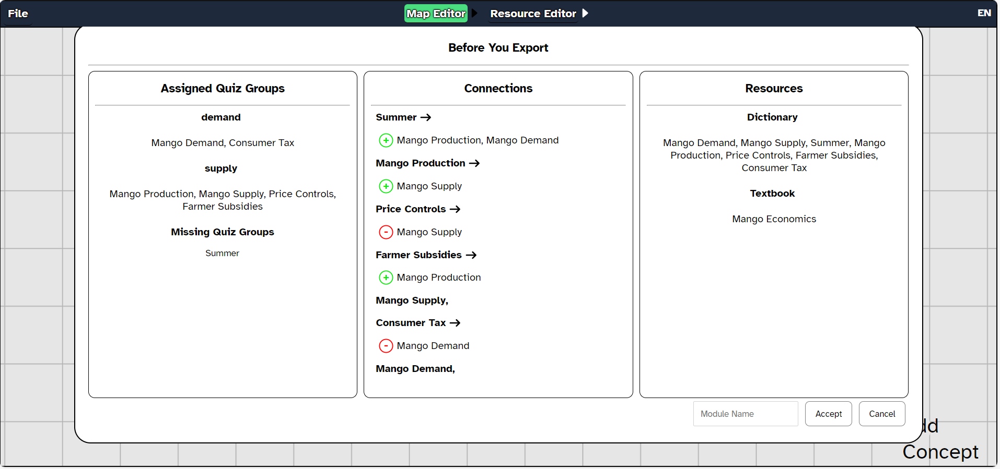 File
Map Editor
Resource Editor
EN
Before You Export
Assigned Quiz Groups
demand
Mango Demand, Consumer Tax
supply
Mango Production, Mango Supply, Price Controls,
Farmer Subsidies
Missing Quiz Groups
Summer
Connections
Summer →
+ Mango Production, Mango Demand
Mango Production →
+ Mango Supply
Price Controls →
- Mango Supply
Farmer Subsidies →
+ Mango Production
Mango Supply,
Consumer Tax →
- Mango Demand
Mango Demand,
Resources
Dictionary
Mango Demand, Mango Supply, Summer, Mango
Production, Price Controls, Farmer Subsidies,
Consumer Tax
Textbook
Mango Economics
Module Name
Accept
Cancel
Concept